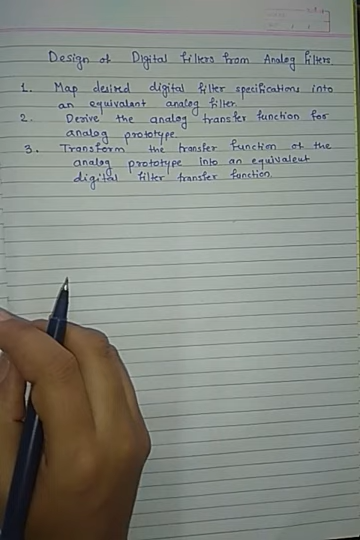 Design of Digital filters from Analog filters.
1. Map desired digital filter specifications into
an equivalent analog filter.
2. Derive the analog transfer function for
analog prototype.
3. Transform the transfer function of the
analog prototype into an equivalent
digital filter transfer function.